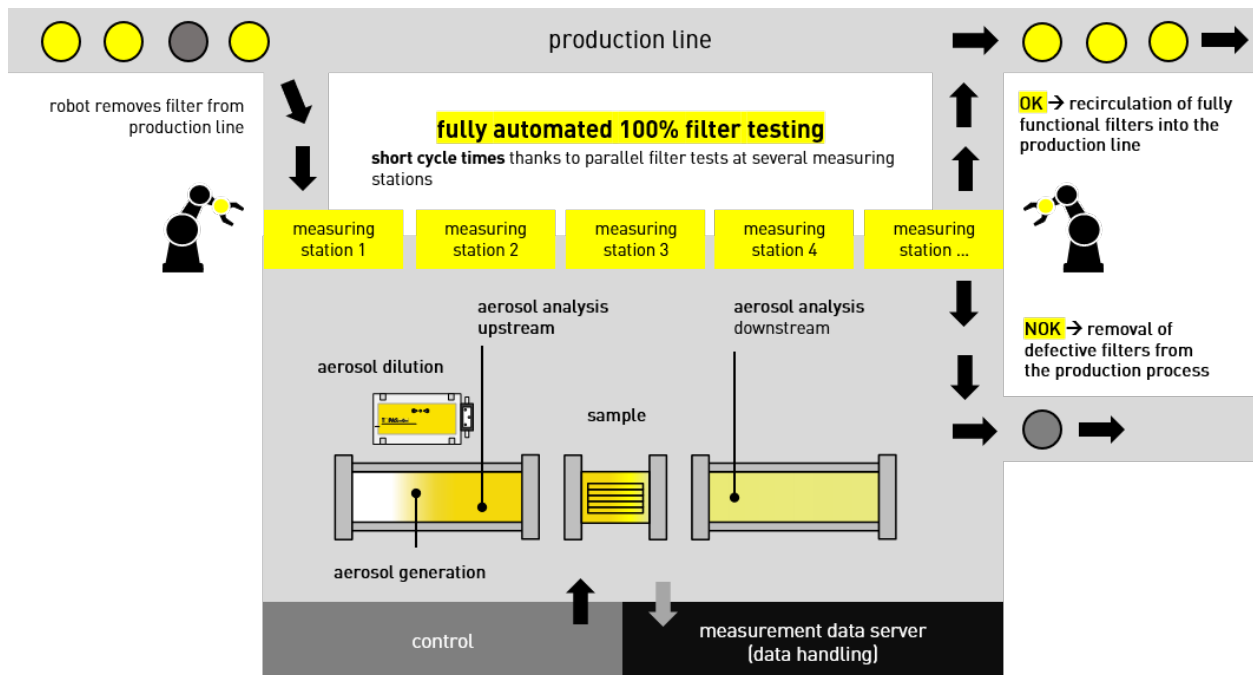 production line
robot removes filter from
production line
fully automated 100% filter testing
short cycle times thanks to parallel filter tests at several measuring
stations
OK → recirculation of fully
functional filters into the
production line
measuring
station 1
measuring
station 2
measuring
station 3
measuring
station 4
measuring
station ...
aerosol analysis
upstream
aerosol analysis
downstream
NOK → removal of
defective filters from
the production process
aerosol dilution
sample
aerosol generation
control
measurement data server
(data handling)